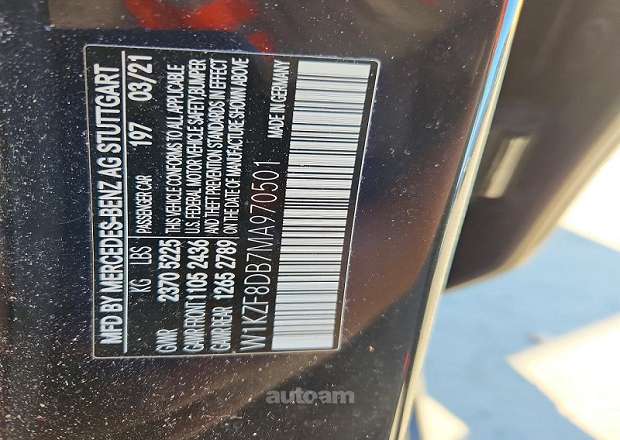 MFD BY MERCEDES-BENZ AG STUTTGART
KG LBS PASSENGER CAR 197 03/21
GVWR 2370 5225 THIS VEHICLE CONFORMS TO ALL APPLICABLE
GAWR FRONT 1105 2436 U.S. FEDERAL MOTOR VEHICLE SAFETY, BUMPER
GAWR REAR 1265 2789 AND THEFT PREVENTION STANDARDS IN EFFECT
ON THE DATE OF MANUFACTURE SHOWN ABOVE
W1KZF8DB7MA970501 MADE IN GERMANY
autoam